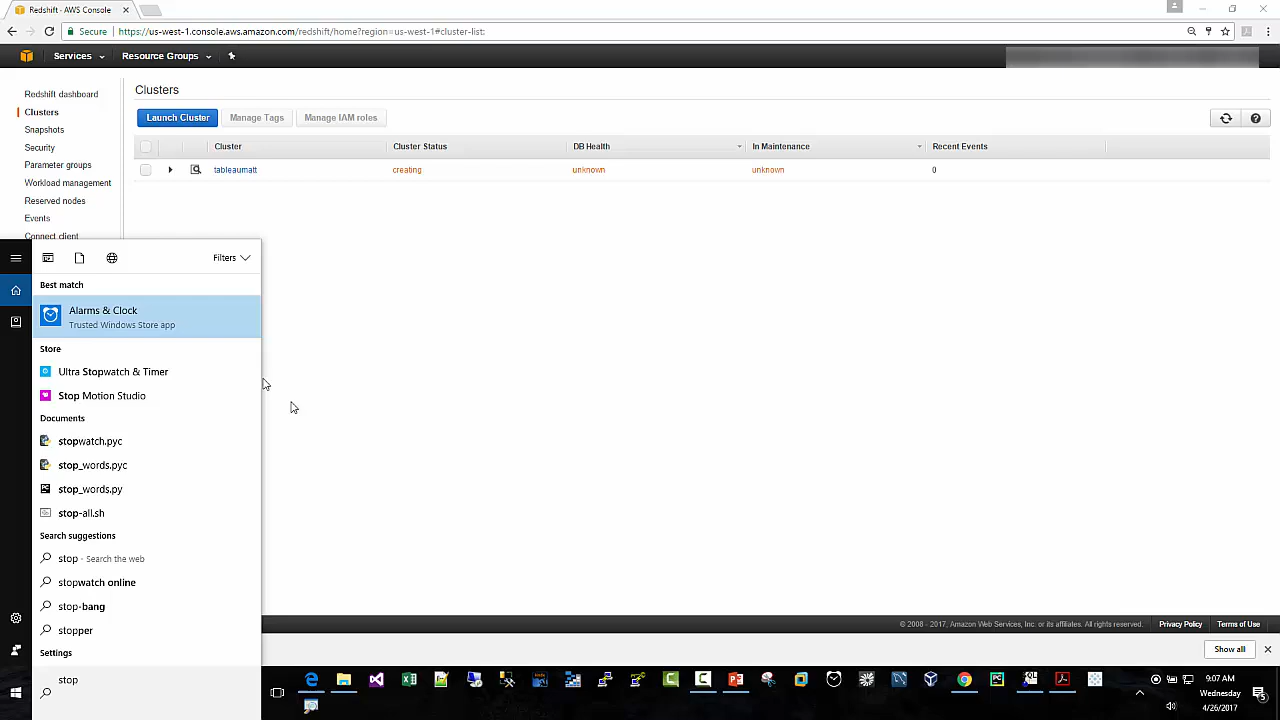 Redshift - AWS Console
Secure https://us-west-1.console.aws.amazon.com/redshift/home?region=us-west-1#cluster-list:
Services Resource Groups
Redshift dashboard
Clusters
Snapshots
Security
Parameter groups
Workload management
Reserved nodes
Events
Connect client
Clusters
Launch Cluster Manage Tags Manage IAM roles
Cluster Cluster Status DB Health In Maintenance Recent Events
tableaumatt creating unknown unknown 0
Filters
Best match
Alarms & Clock
Trusted Windows Store app
Store
Ultra Stopwatch & Timer
Stop Motion Studio
Documents
stopwatch.pyc
stop_words.pyc
stop_words.py
stop-all.sh
Search suggestions
stop - Search the web
stopwatch online
stop-bang
stopper
Settings
stop
© 2008 - 2017, Amazon Web Services, Inc. or its affiliates. All rights reserved. Privacy Policy Terms of Use
Show all
9:07 AM
Wednesday
4/26/2017